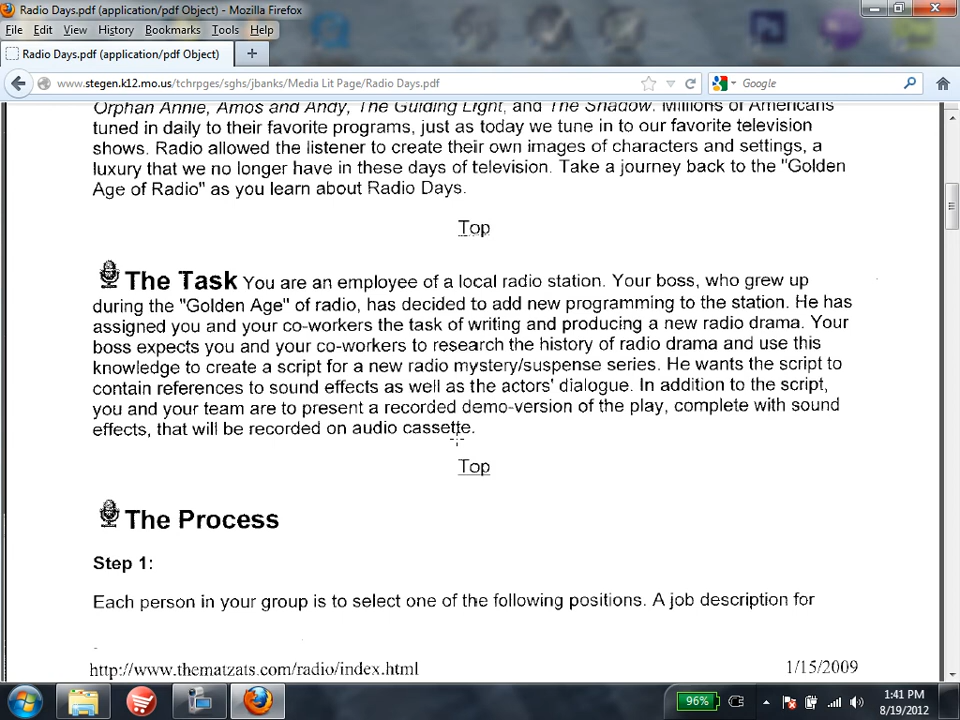 Radio Days.pdf (application/pdf Object) - Mozilla Firefox
File Edit View History Bookmarks Tools Help
Radio Days.pdf (application/pdf Object)
www.stegen.k12.mo.us/tchrpges/sghs/jbanks/Media Lit Page/Radio Days.pdf
Google
Orphan Annie, Amos and Andy, The Guiding Light, and The Shadow. Millions of Americans
tuned in daily to their favorite programs, just as today we tune in to our favorite television
shows. Radio allowed the listener to create their own images of characters and settings, a
luxury that we no longer have in these days of television. Take a journey back to the "Golden
Age of Radio" as you learn about Radio Days.
Top
The Task You are an employee of a local radio station. Your boss, who grew up
during the "Golden Age" of radio, has decided to add new programming to the station. He has
assigned you and your co-workers the task of writing and producing a new radio drama. Your
boss expects you and your co-workers to research the history of radio drama and use this
knowledge to create a script for a new radio mystery/suspense series. He wants the script to
contain references to sound effects as well as the actors' dialogue. In addition to the script,
you and your team are to present a recorded demo-version of the play, complete with sound
effects, that will be recorded on audio cassette.
Top
The Process
Step 1:
Each person in your group is to select one of the following positions. A job description for
http://www.thematzats.com/radio/index.html 1/15/2009
96% 1:41 PM
8/19/2012